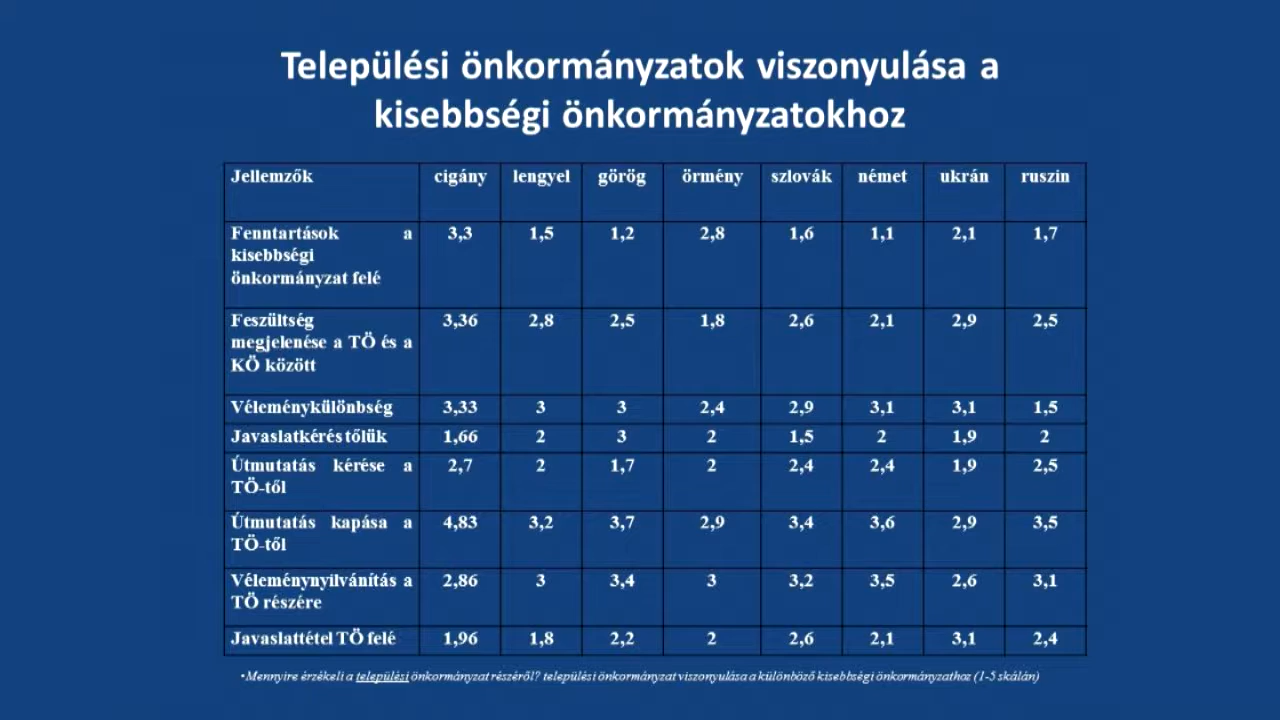 Települési önkormányzatok viszonyulása a
kisebbségi önkormányzatokhoz
Jellemzők cigány lengyel görög örmény szlovák német ukrán ruszin
Fenntartások a
kisebbségi
önkormányzat felé 3,3 1,5 1,2 2,8 1,6 1,1 2,1 1,7
Feszültség
megjelenése a TÖ és a
KÖ között 3,36 2,8 2,5 1,8 2,6 2,1 2,9 2,5
Véleménykülönbség 3,33 3 3 2,4 2,9 3,1 3,1 1,5
Javaslatkérés tőlük 1,66 2 3 2 1,5 2 1,9 2
Útmutatás kérése a
TÖ-től 2,7 2 1,7 2 2,4 2,4 1,9 2,5
Útmutatás kapása a
TÖ-től 4,83 3,2 3,7 2,9 3,4 3,6 2,9 3,5
Véleménynyilvánítás a
TÖ részére 2,86 3 3,4 3 3,2 3,5 2,6 3,1
Javaslattétel TÖ felé 1,96 1,8 2,2 2 2,6 2,1 3,1 2,4
•Mennyire érzékeli a települési önkormányzat részéről? települési önkormányzat viszonyulása a különböző kisebbségi önkormányzathoz (1-5 skálán)